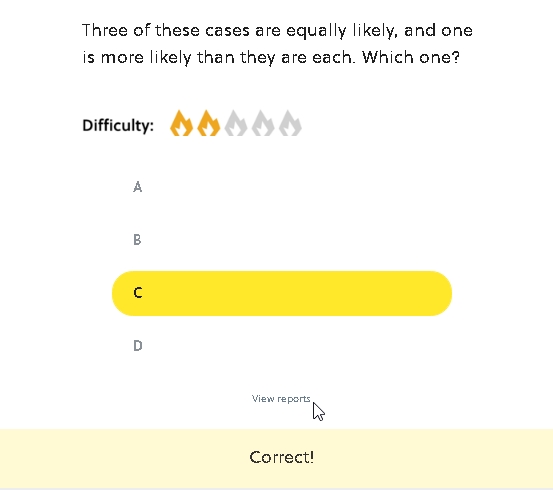 Three of these cases are equally likely, and one
is more likely than they are each. Which one?
Difficulty:
A
B
C
D
View reports
Correct!